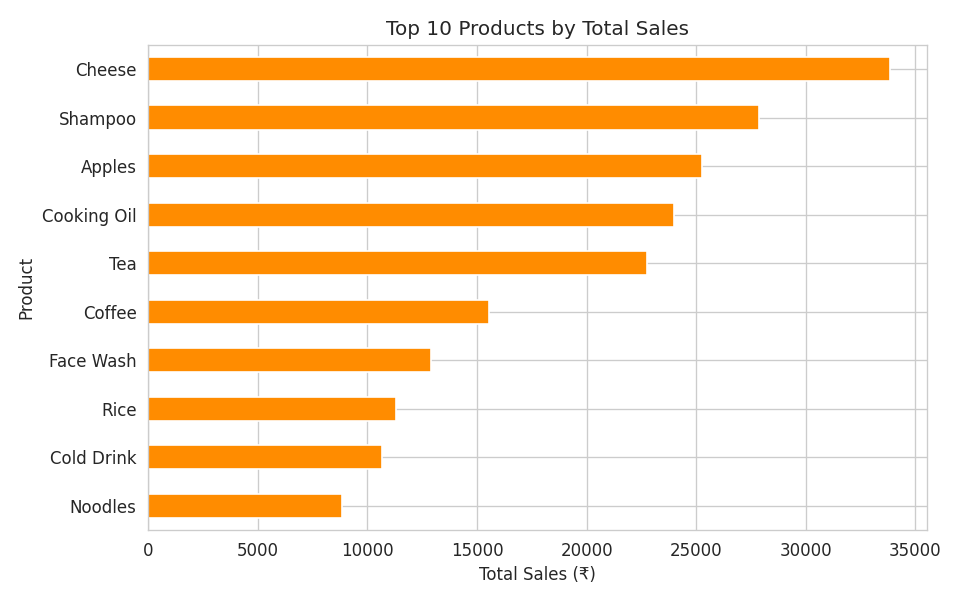 Top 10 Products by Total Sales
Product
Cheese
Shampoo
Apples
Cooking Oil
Tea
Coffee
Face Wash
Rice
Cold Drink
Noodles
0 5000 10000 15000 20000 25000 30000 35000
Total Sales (₹)